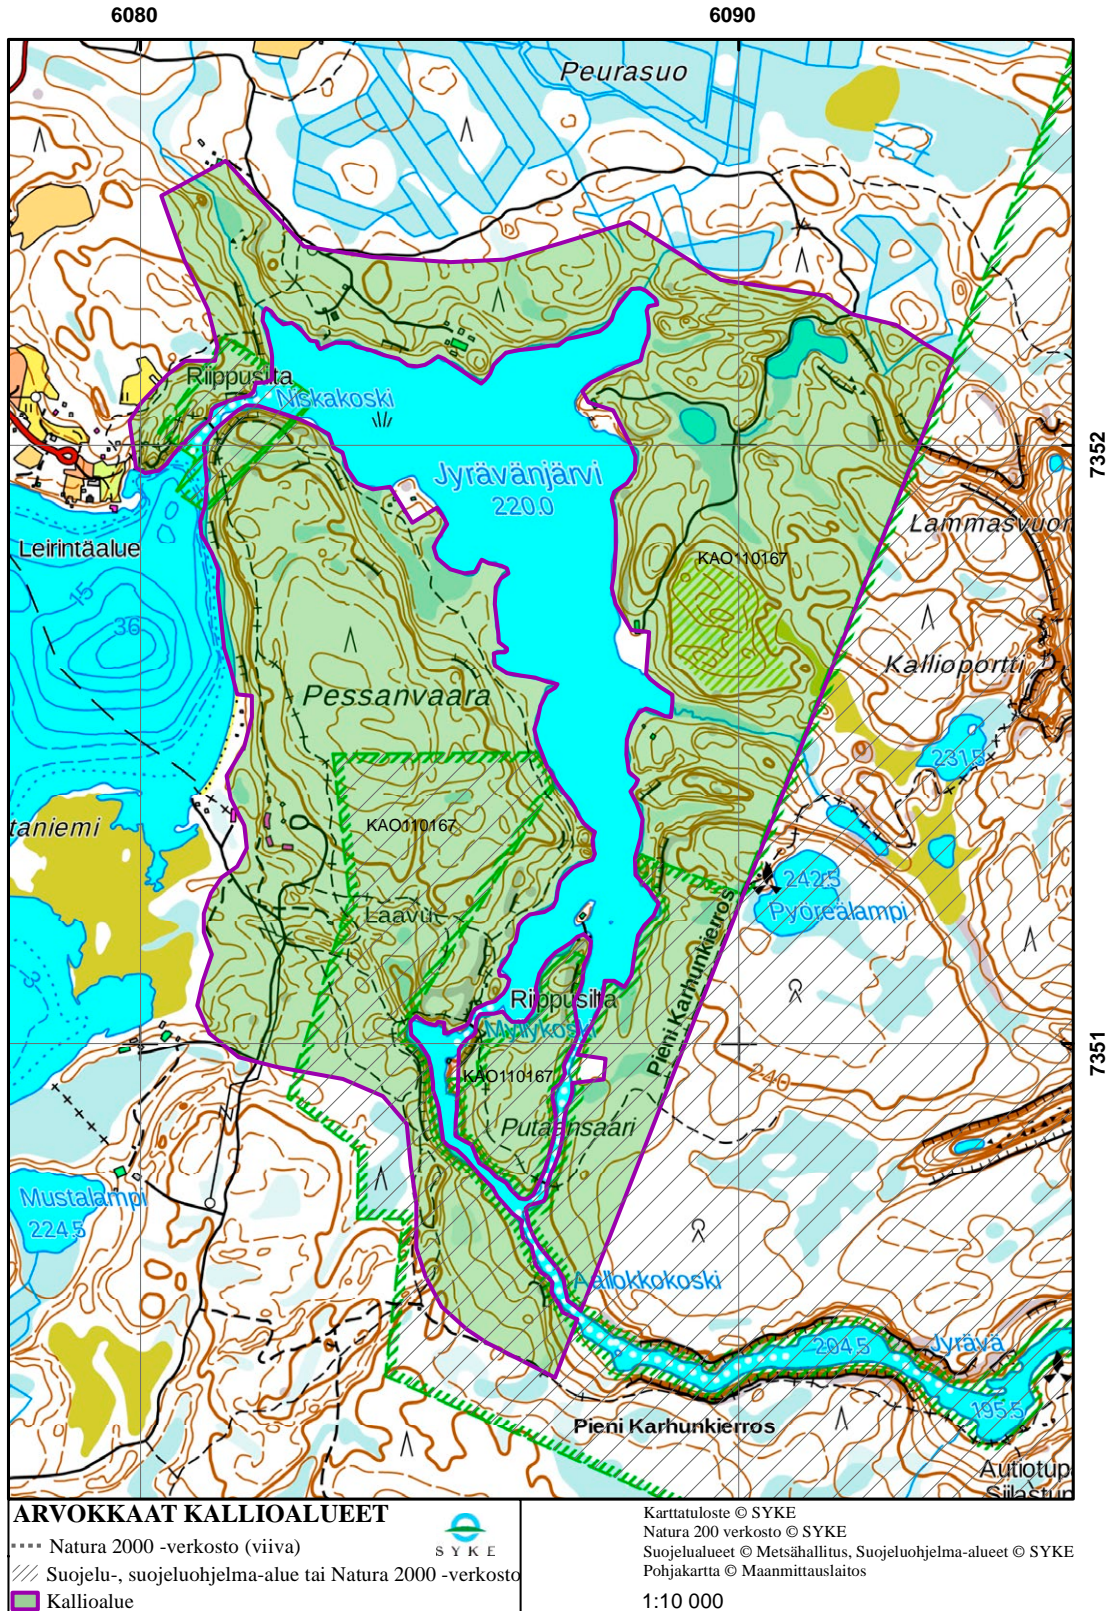 6080
6090
Peurasuo
Riippusilta
Niskakoski
7352
Jyrävänjärvi
220.0
Leirintäalue
KAO110167
15
36
Kallioportti
Pessanvaara
231.5
KAO110167
taniemi
242.5
Pyöreälampi
Laavu
3
Pieni Karhunkierros
Riippusilta
Myllykoski
7351
KAO110167
240
Putaansaari
Mustalampi
224.5
Aallokkokoski
204.5
Jyrävä
195.5
Pieni Karhunkierros
ARVOKKAAT KALLIOALUEET
Natura 2000 -verkosto (viiva)
SYKE
Suojelu-, suojeluohjelma-alue tai Natura 2000 -verkosto
Kallioalue
Karttatuloste © SYKE
Natura 200 verkosto © SYKE
Suojelualueet © Metsähallitus, Suojeluohjelma-alueet © SYKE
Pohjakartta © Maanmittauslaitos
1:10 000